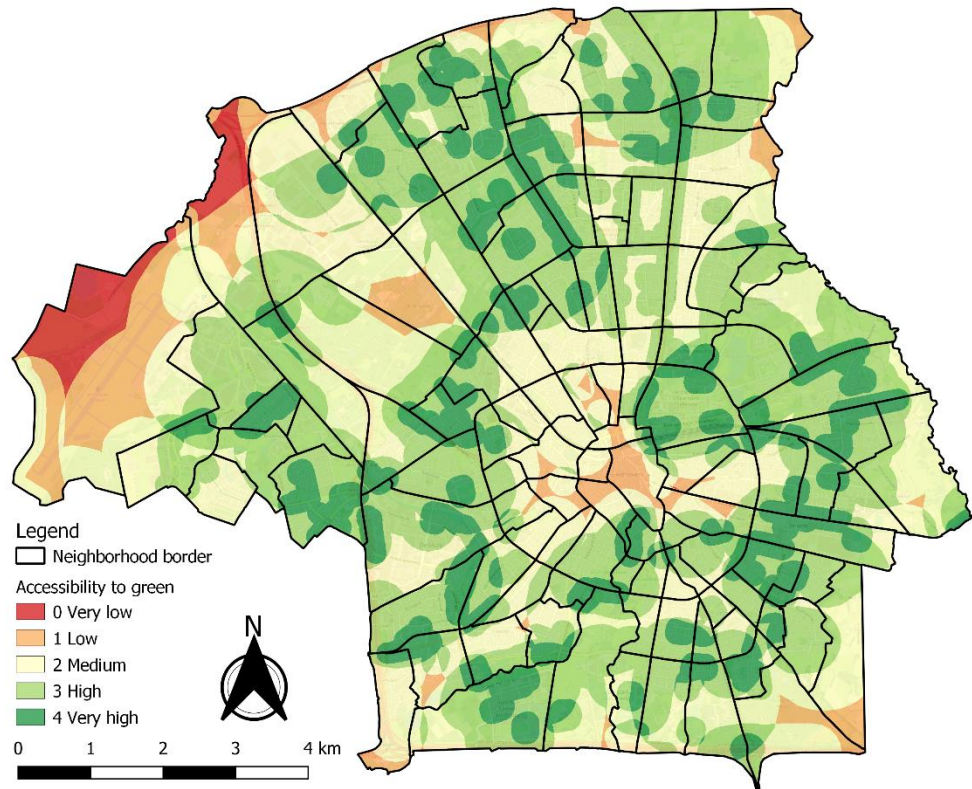 Legend
Neighborhood border
Accessibility to green
0 Very low
1 Low
2 Medium
3 High
4 Very high
N
0 1 2 3 4 km